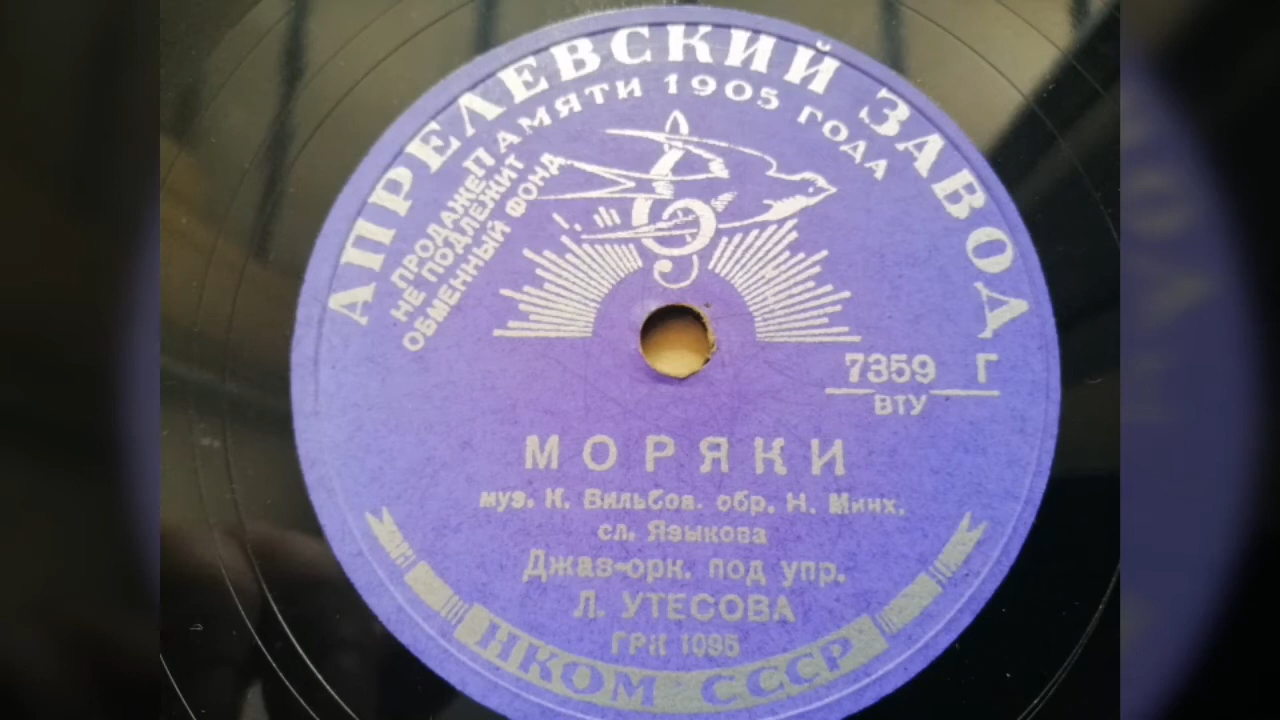 АПРЕЛЕВСКИЙ ЗАВОД
ПАМЯТИ 1905 ГОДА
ПРОДАЖЕ
НЕ ПОДЛЕЖИТ
ОБМЕННЫЙ ФОНД
7359 Г
ВТУ
МОРЯКИ
муз. К. Вильбоа. обр. Н. Минх.
сл. Языкова
Джаз-орк. под упр.
Л. УТЕСОВА
ГРК 1095
НКОМ СССР